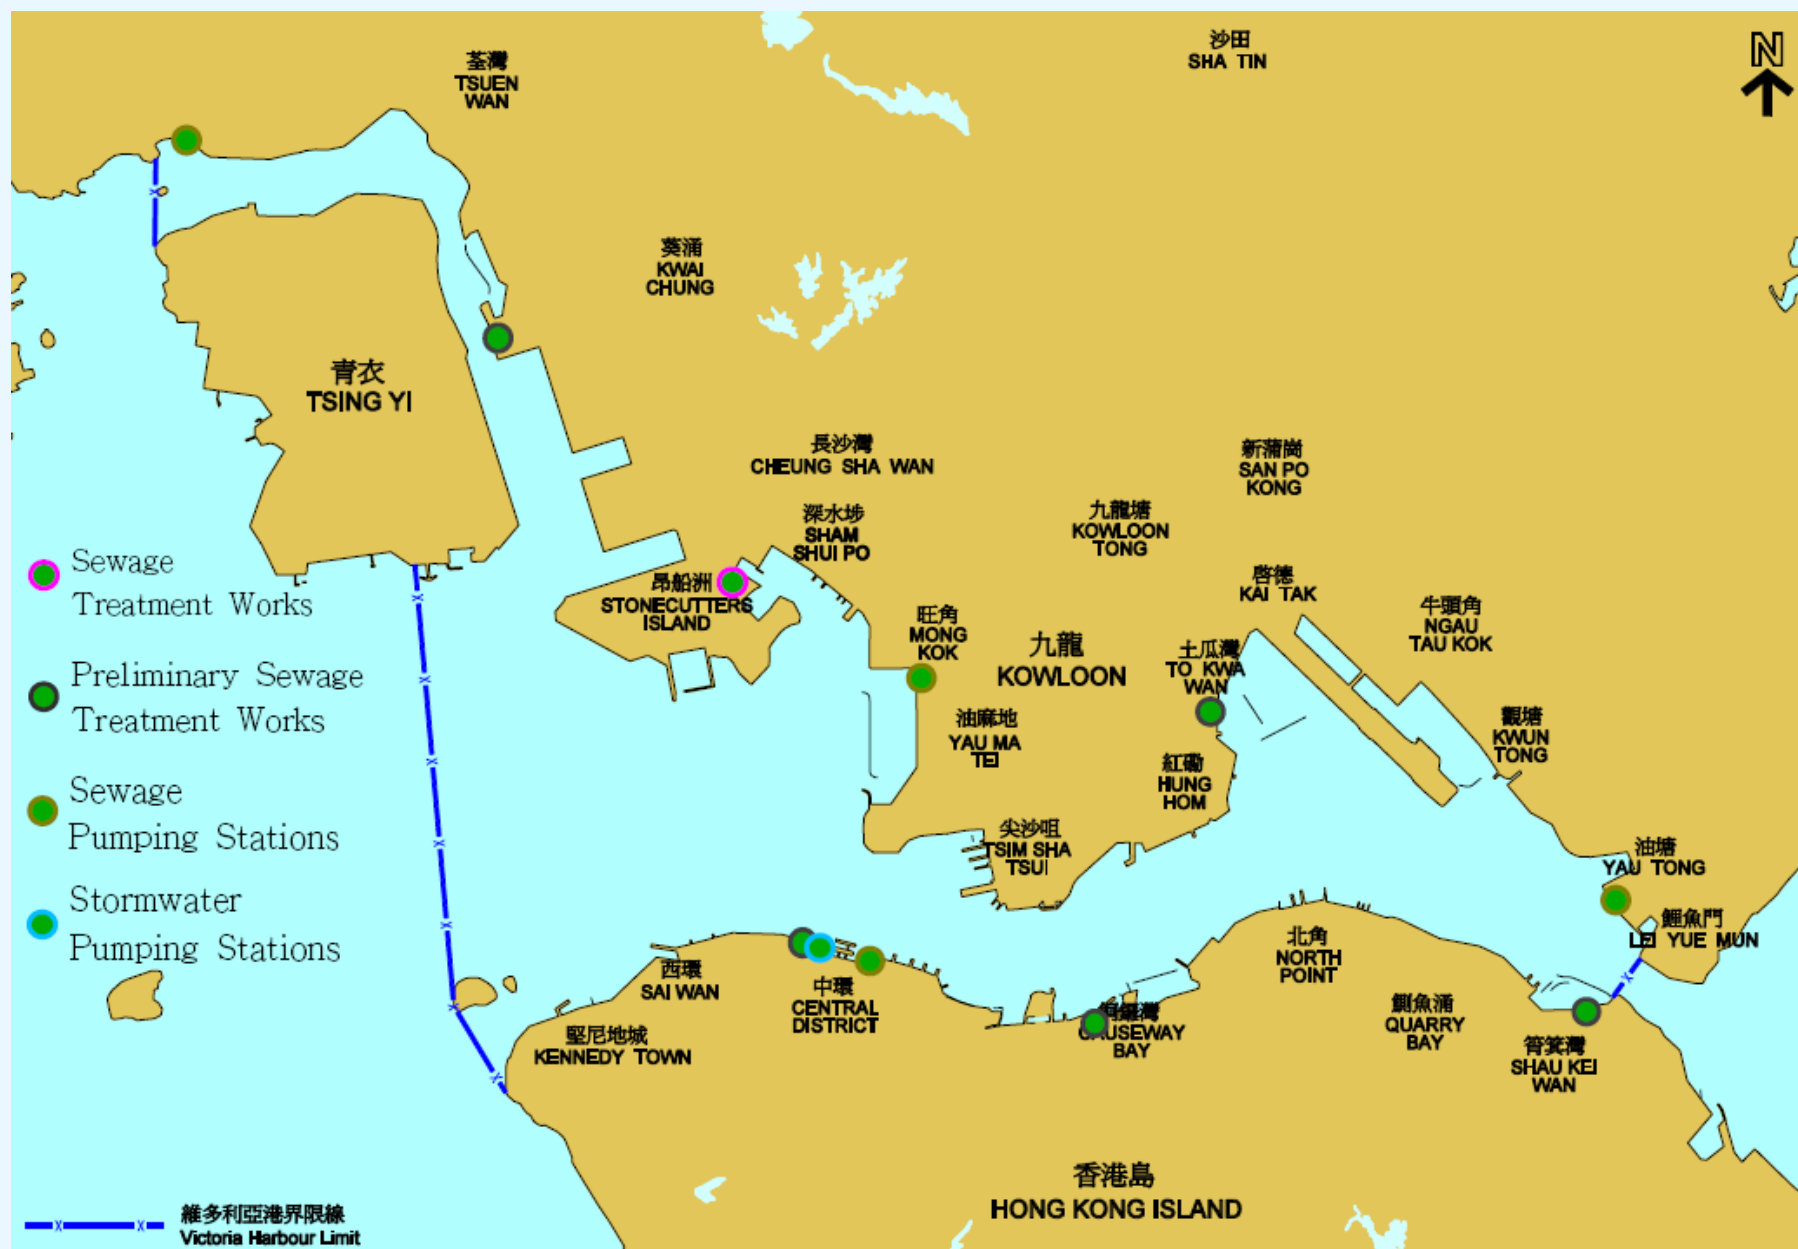 沙田
SHA TIN
N
荃灣
TSUEN
WAN
葵涌
KWAI
CHUNG
青衣
TSING YI
長沙灣
CHEUNG SHA WAN
新蒲崗
SAN PO
KONG
深水埗
SHAM
SHUI PO
九龍塘
KOWLOON
TONG
昂船洲
STONECUTTERS
ISLAND
啓德
KAI TAK
旺角
MONG
KOK
九龍
KOWLOON
土瓜灣
TO KWA
WAN
牛頭角
NGAU
TAU KOK
油麻地
YAU MA
TEI
紅磡
HUNG
HOM
觀塘
KWUN
TONG
尖沙咀
TSIM SHA
TSUI
油塘
YAU TONG
鯉魚門
LEI YUE MUN
Sewage
Treatment Works
Preliminary Sewage
Treatment Works
Sewage
Pumping Stations
Stormwater
Pumping Stations
西環
SAI WAN
中環
CENTRAL
DISTRICT
北角
NORTH
POINT
堅尼地城
KENNEDY TOWN
銅鑼灣
CAUSEWAY
BAY
鰂魚涌
QUARRY
BAY
筲箕灣
SHAU KEI
WAN
香港島
HONG KONG ISLAND
維多利亞港界限線
Victoria Harbour Limit